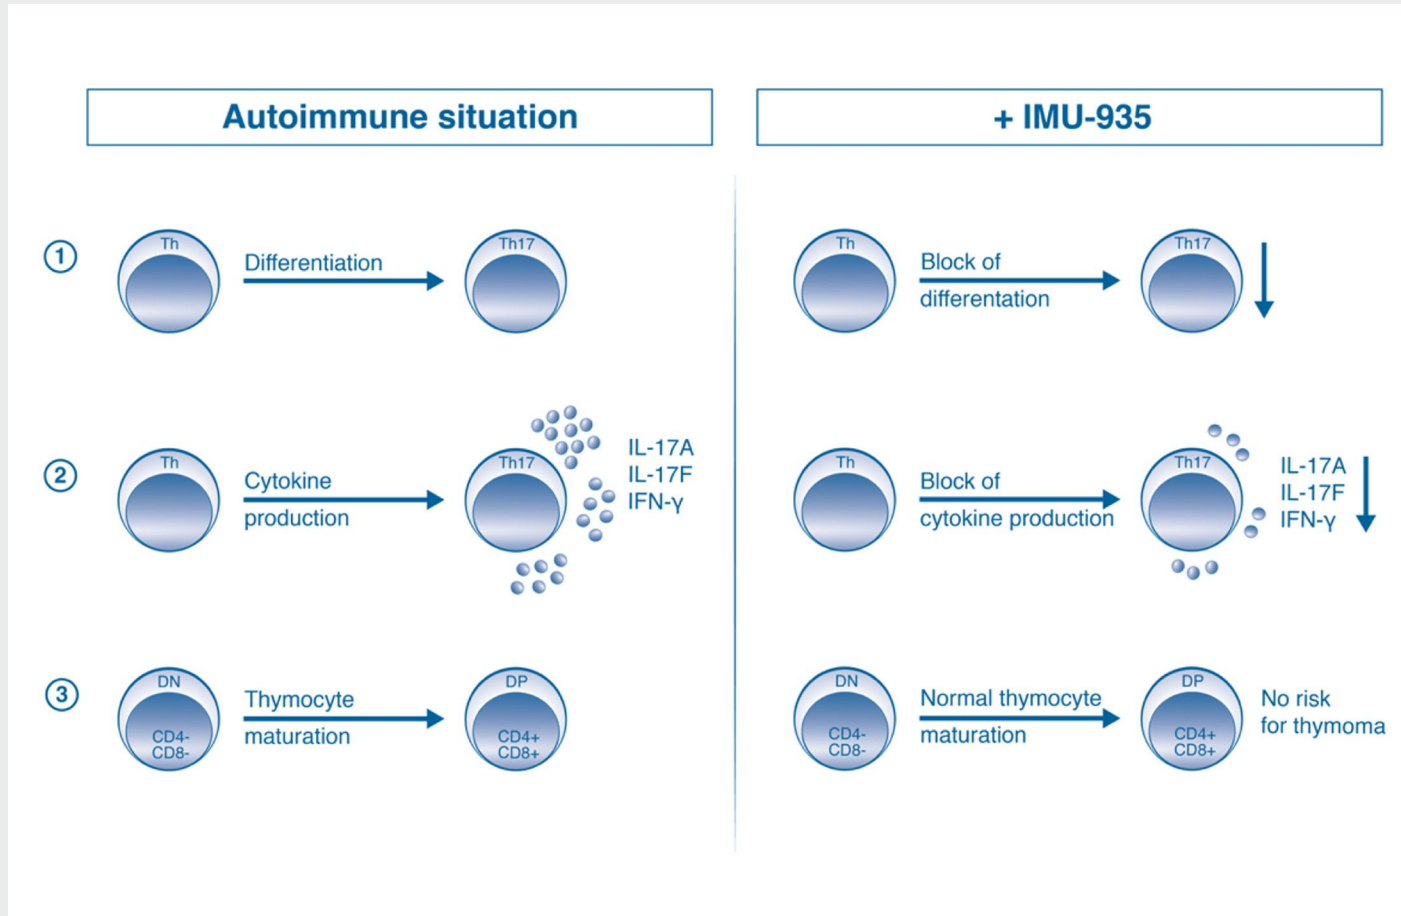 Autoimmune situation
+ IMU-935
1
Th
Differentiation
Th17
Th
Block of
differentation
Th17
2
Th
Cytokine
production
Th17
IL-17A
IL-17F
IFN-γ
Th
Block of
cytokine production
Th17
IL-17A
IL-17F
IFN-γ
3
DN
CD4-
CD8-
Thymocyte
maturation
DP
CD4+
CD8+
DN
CD4-
CD8-
Normal thymocyte
maturation
DP
CD4+
CD8+
No risk
for thymoma